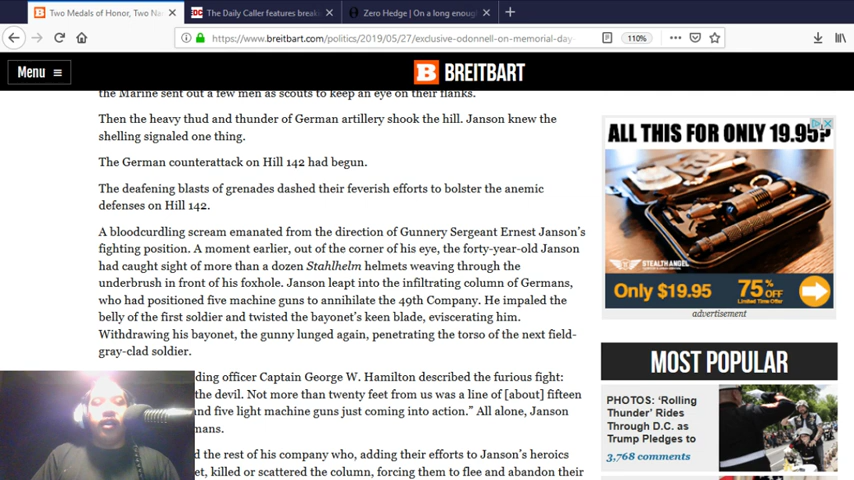 Two Medals of Honor, Two Na
The Daily Caller features break
Zero Hedge | On a long enoug
https://www.breitbart.com/politics/2019/05/27/exclusive-odonnell-on-memorial-day-
110%
Menu
B BREITBART
the Marine sent out a few men as scouts to keep an eye on their flanks.
Then the heavy thud and thunder of German artillery shook the hill. Janson knew the
shelling signaled one thing.
The German counterattack on Hill 142 had begun.
The deafening blasts of grenades dashed their feverish efforts to bolster the anemic
defenses on Hill 142.
A bloodcurdling scream emanated from the direction of Gunnery Sergeant Ernest Janson's
fighting position. A moment earlier, out of the corner of his eye, the forty-year-old Janson
had caught sight of more than a dozen Stahlhelm helmets weaving through the
underbrush in front of his foxhole. Janson leapt into the infiltrating column of Germans,
who had positioned five machine guns to annihilate the 49th Company. He impaled the
belly of the first soldier and twisted the bayonet's keen blade, eviscerating him.
Withdrawing his bayonet, the gunny lunged again, penetrating the torso of the next field-
gray-clad soldier.
ding officer Captain George W. Hamilton described the furious fight:
the devil. Not more than twenty feet from us was a line of [about] fifteen
nd five light machine guns just coming into action." All alone, Janson
mans.
d the rest of his company who, adding their efforts to Janson's heroics
et, killed or scattered the column, forcing them to flee and abandon their
ALL THIS FOR ONLY 19.95?
STEALTH ANGEL
Only $19.95
75% OFF
Limited Time Offer
advertisement
MOST POPULAR
PHOTOS: 'Rolling
Thunder' Rides
Through D.C. as
Trump Pledges to
3,768 comments